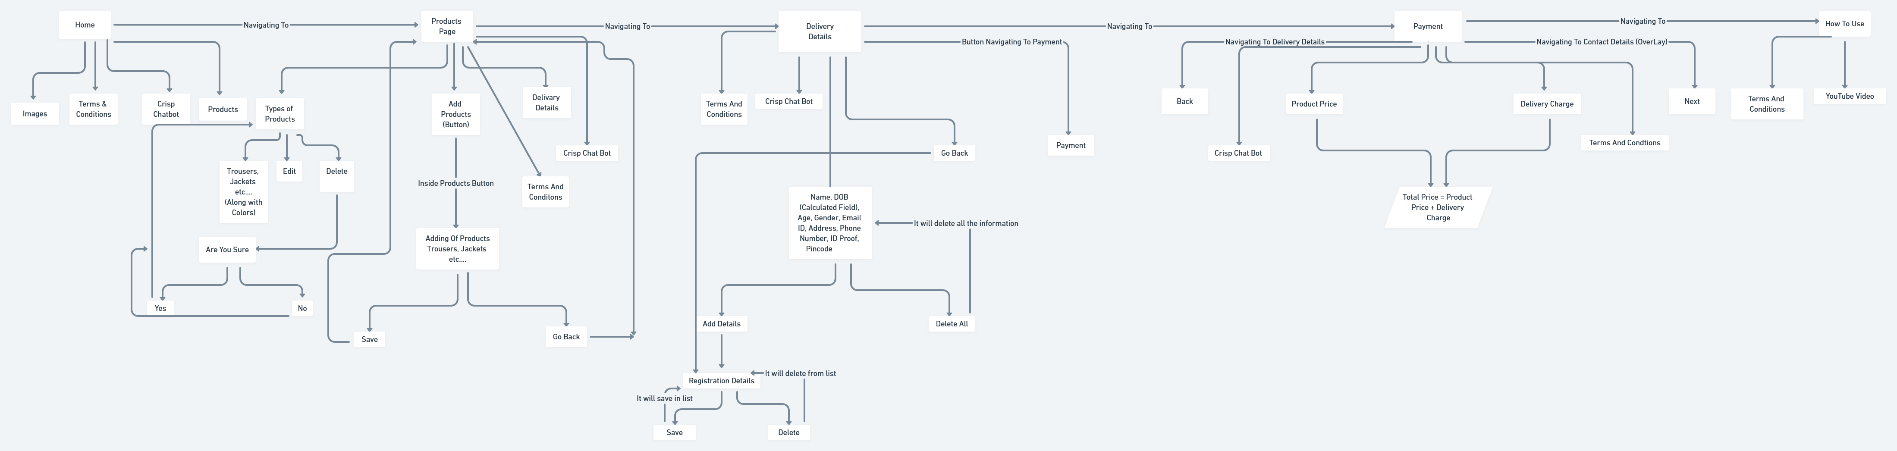 Home
Navigating To
Products
Page
Navigating To
Delivery
Details
Navigating To
Payment
Navigating To
How To Use
Button Navigating To Payment
Navigating To Delivery Details
Navigating To Contact Details (OverLay)
Images
Terms &
Conditions
Crisp
Chatbot
Products
Types of
Products
Add
Products
(Button)
Delivary
Details
Terms And
Conditions
Crisp Chat Bot
Back
Product Price
Delivery Charge
Next
Terms And
Conditions
YouTube Video
Crisp Chat Bot
Go Back
Payment
Crisp Chat Bot
Terms And Condtions
Trousers,
Jackets
etc....
(Along with
Colors)
Edit
Delete
Inside Products Button
Terms And
Conditons
Name, DOB
(Calculated Field),
Age, Gender, Email
ID, Address, Phone
Number, ID Proof,
Pincode
It will delete all the information
Total Price = Product
Price + Delivery
Charge
Are You Sure
Adding Of Products
Trousers, Jackets
etc....
Yes
No
Save
Go Back
Add Details
Delete All
Registration Details
It will delete from list
It will save in list
Save
Delete